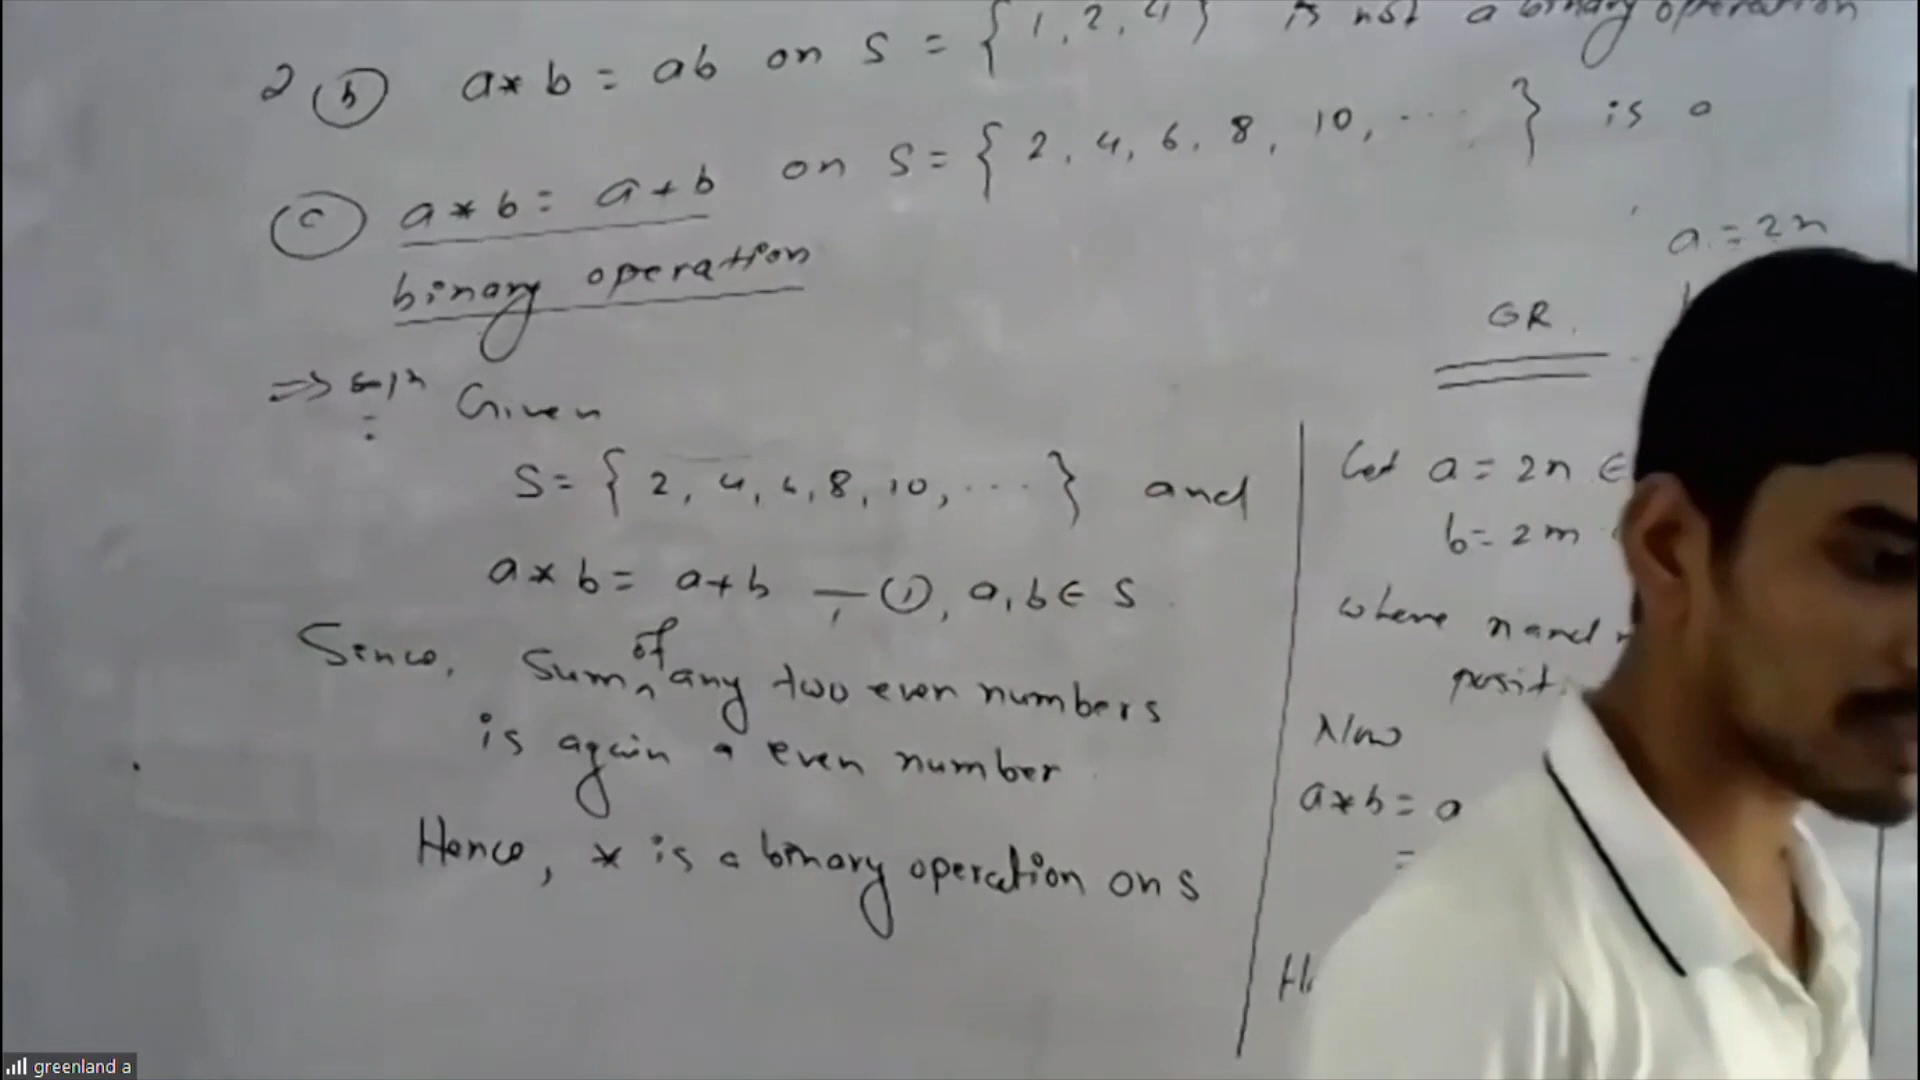 2 (b) a * b = ab on S = { 1, 2, 4 } is not a binary operation
(c) a * b = a + b on S = { 2, 4, 6, 8, 10, ... } is a
binary operation
a = 2n
OR
=> Soln Given
S = { 2, 4, 6, 8, 10, ... } and
a * b = a + b — (1), a, b ∈ S
Since, Sum of any two even numbers
is again a even number
Hence, * is a binary operation on S
Let a = 2n ∈
b = 2m
where n and
posit
Now
a * b = a
=
greenland a